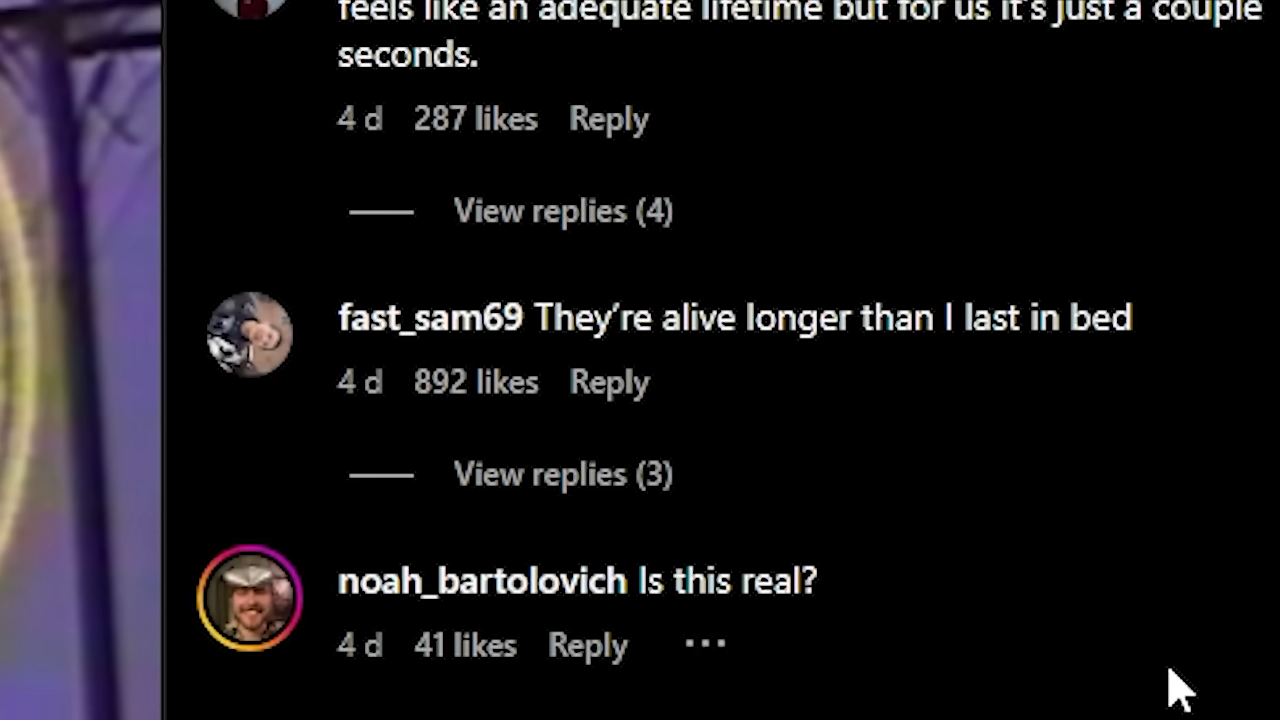 feels like an adequate lifetime but for us it's just a couple
seconds.
4 d 287 likes Reply
View replies (4)
fast_sam69 They're alive longer than I last in bed
4 d 892 likes Reply
View replies (3)
noah_bartolovich Is this real?
4 d 41 likes Reply ...